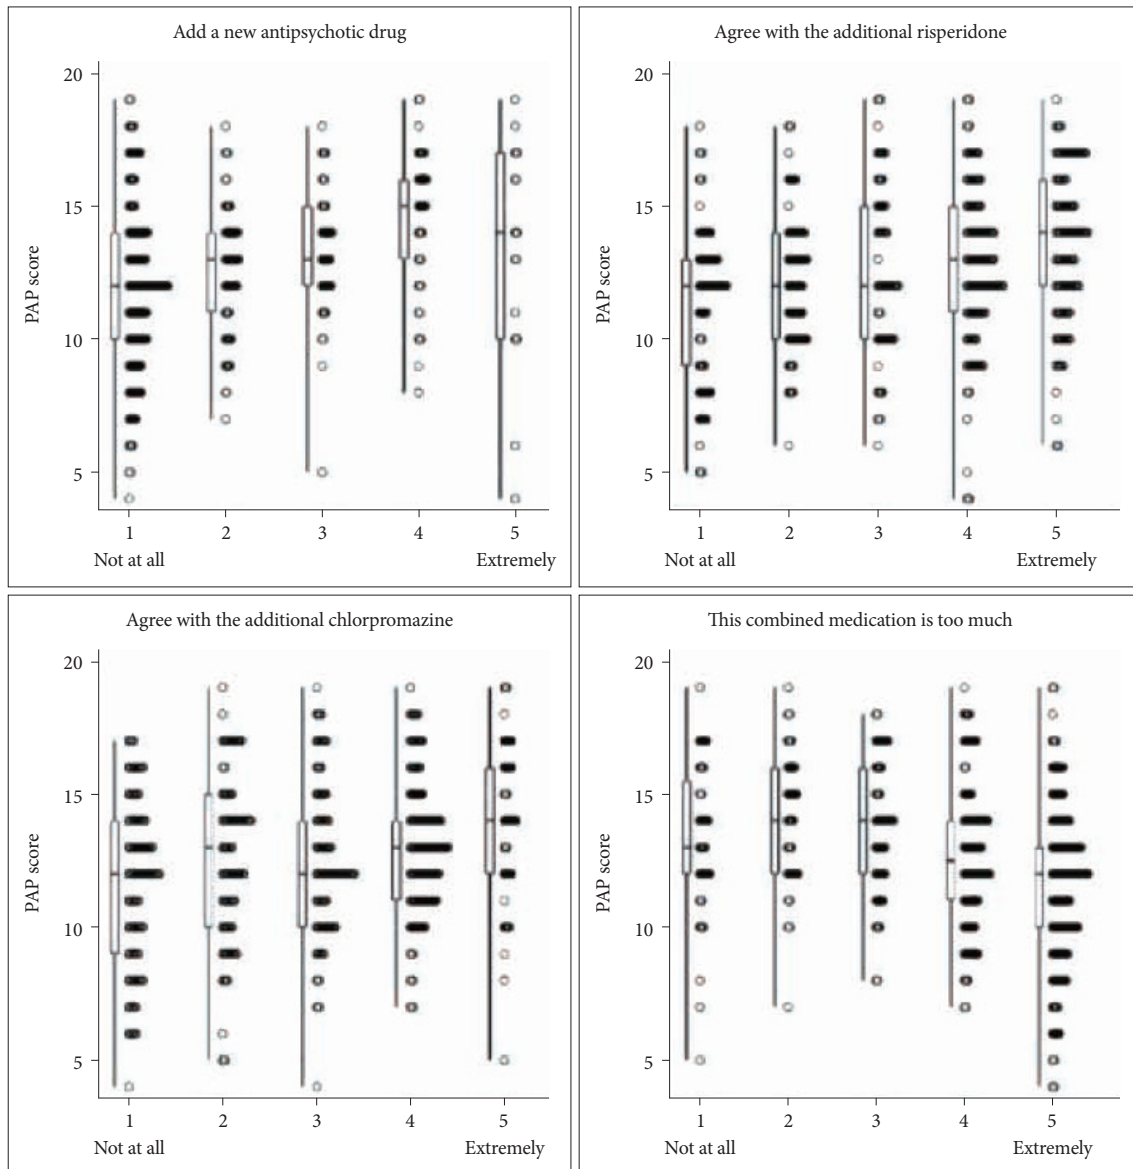 Add a new antipsychotic drug
20
15
10
5
PAP score
1 2 3 4 5
Not at all Extremely
Agree with the additional risperidone
20
15
10
5
PAP score
1 2 3 4 5
Not at all Extremely
Agree with the additional chlorpromazine
20
15
10
5
PAP score
1 2 3 4 5
Not at all Extremely
This combined medication is too much
20
15
10
5
PAP score
1 2 3 4 5
Not at all Extremely